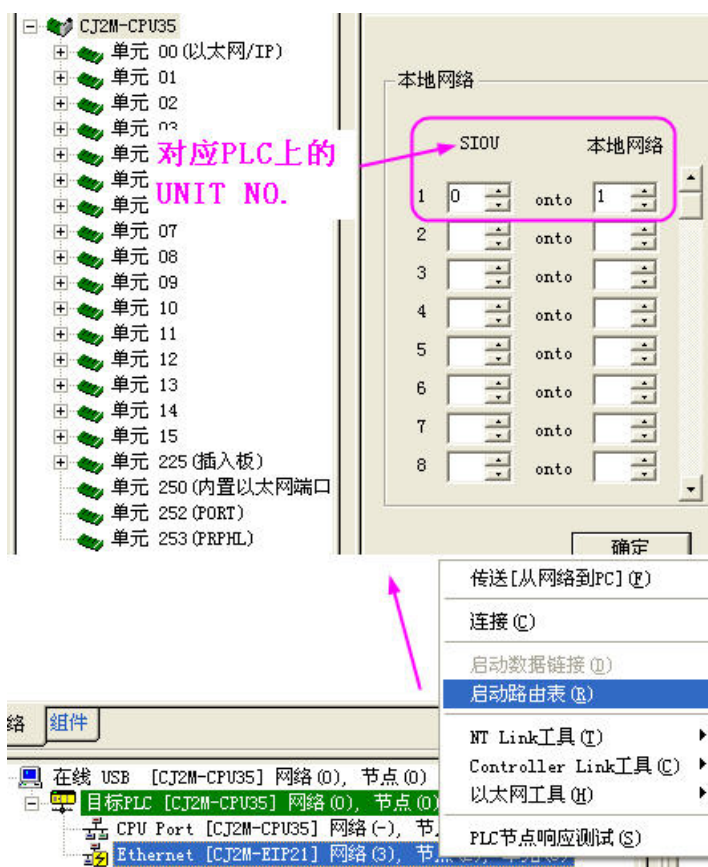 CJ2M-CPU35
单元 00(以太网/IP)
单元 01
单元 02
单元 03
单元
单元
单元
对应PLC上的
UNIT NO.
单元 07
单元 08
单元 09
单元 10
单元 11
单元 12
单元 13
单元 14
单元 15
单元 225(插入板)
单元 250(内置以太网端口
单元 252(PORT)
单元 253(PRPHL)
本地网络
SIOU 本地网络
1 0 onto 1
2 onto
3 onto
4 onto
5 onto
6 onto
7 onto
8 onto
确定
传送[从网络到PC](F)
连接(C)
启动数据链接(D)
启动路由表(R)
NT Link工具(T)
Controller Link工具(C)
以太网工具(H)
PLC节点响应测试(S)
络 组件
在线 USB [CJ2M-CPU35] 网络(0), 节点(0)
目标PLC [CJ2M-CPU35] 网络(0), 节点(0)
CPU Port [CJ2M-CPU35] 网络(-), 节
Ethernet [CJ2M-EIP21] 网络(3), 节